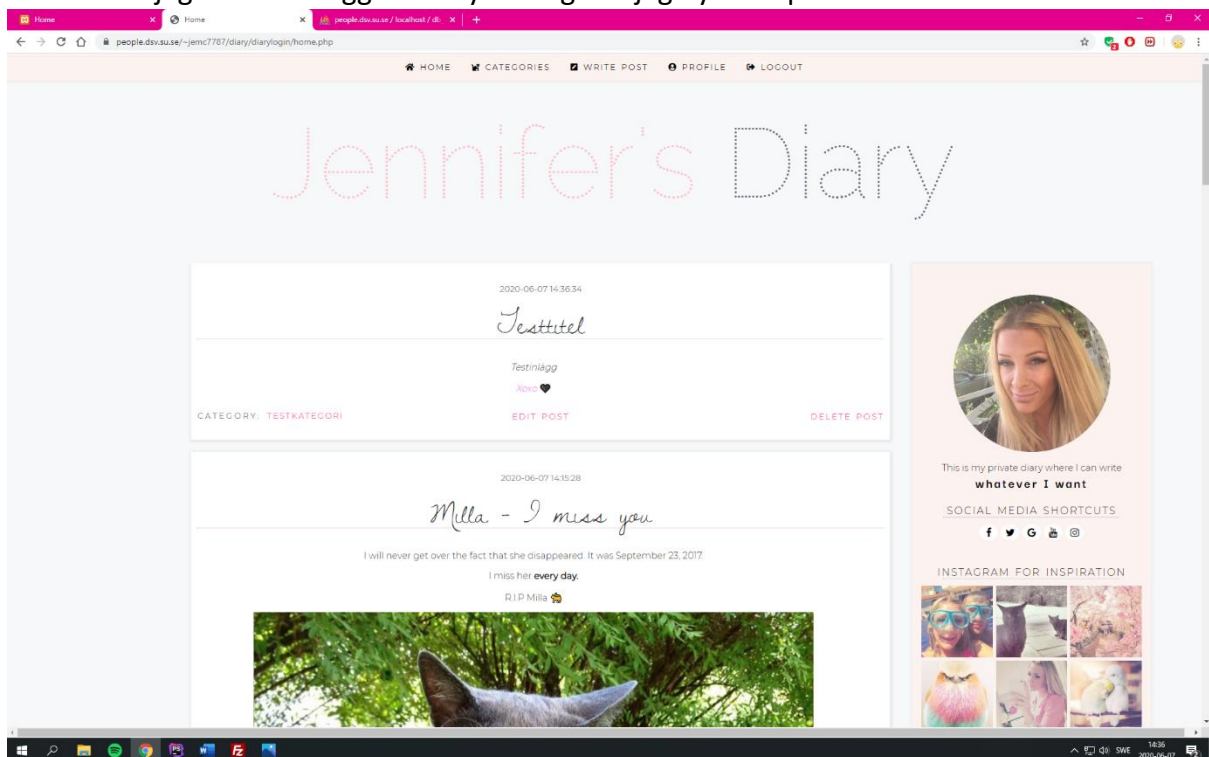 Home
Home
people.dsv.su.se / localhost / db
people.dsv.su.se/~jemc7787/diary/diarylogin/home.php
HOME CATEGORIES WRITE POST PROFILE LOGOUT
Jennifer's Diary
2020-06-07 14:36:34
Testtitel
Testinlägg
Xoxo
CATEGORY: TESTKATEGORI EDIT POST DELETE POST
2020-06-07 14:15:28
Milla - I miss you
I will never get over the fact that she disappeared. It was September 23, 2017.
I miss her every day.
R.I.P Milla
This is my private diary where I can write
whatever I want
SOCIAL MEDIA SHORTCUTS
INSTAGRAM FOR INSPIRATION
SWE
14:36
2020-06-07